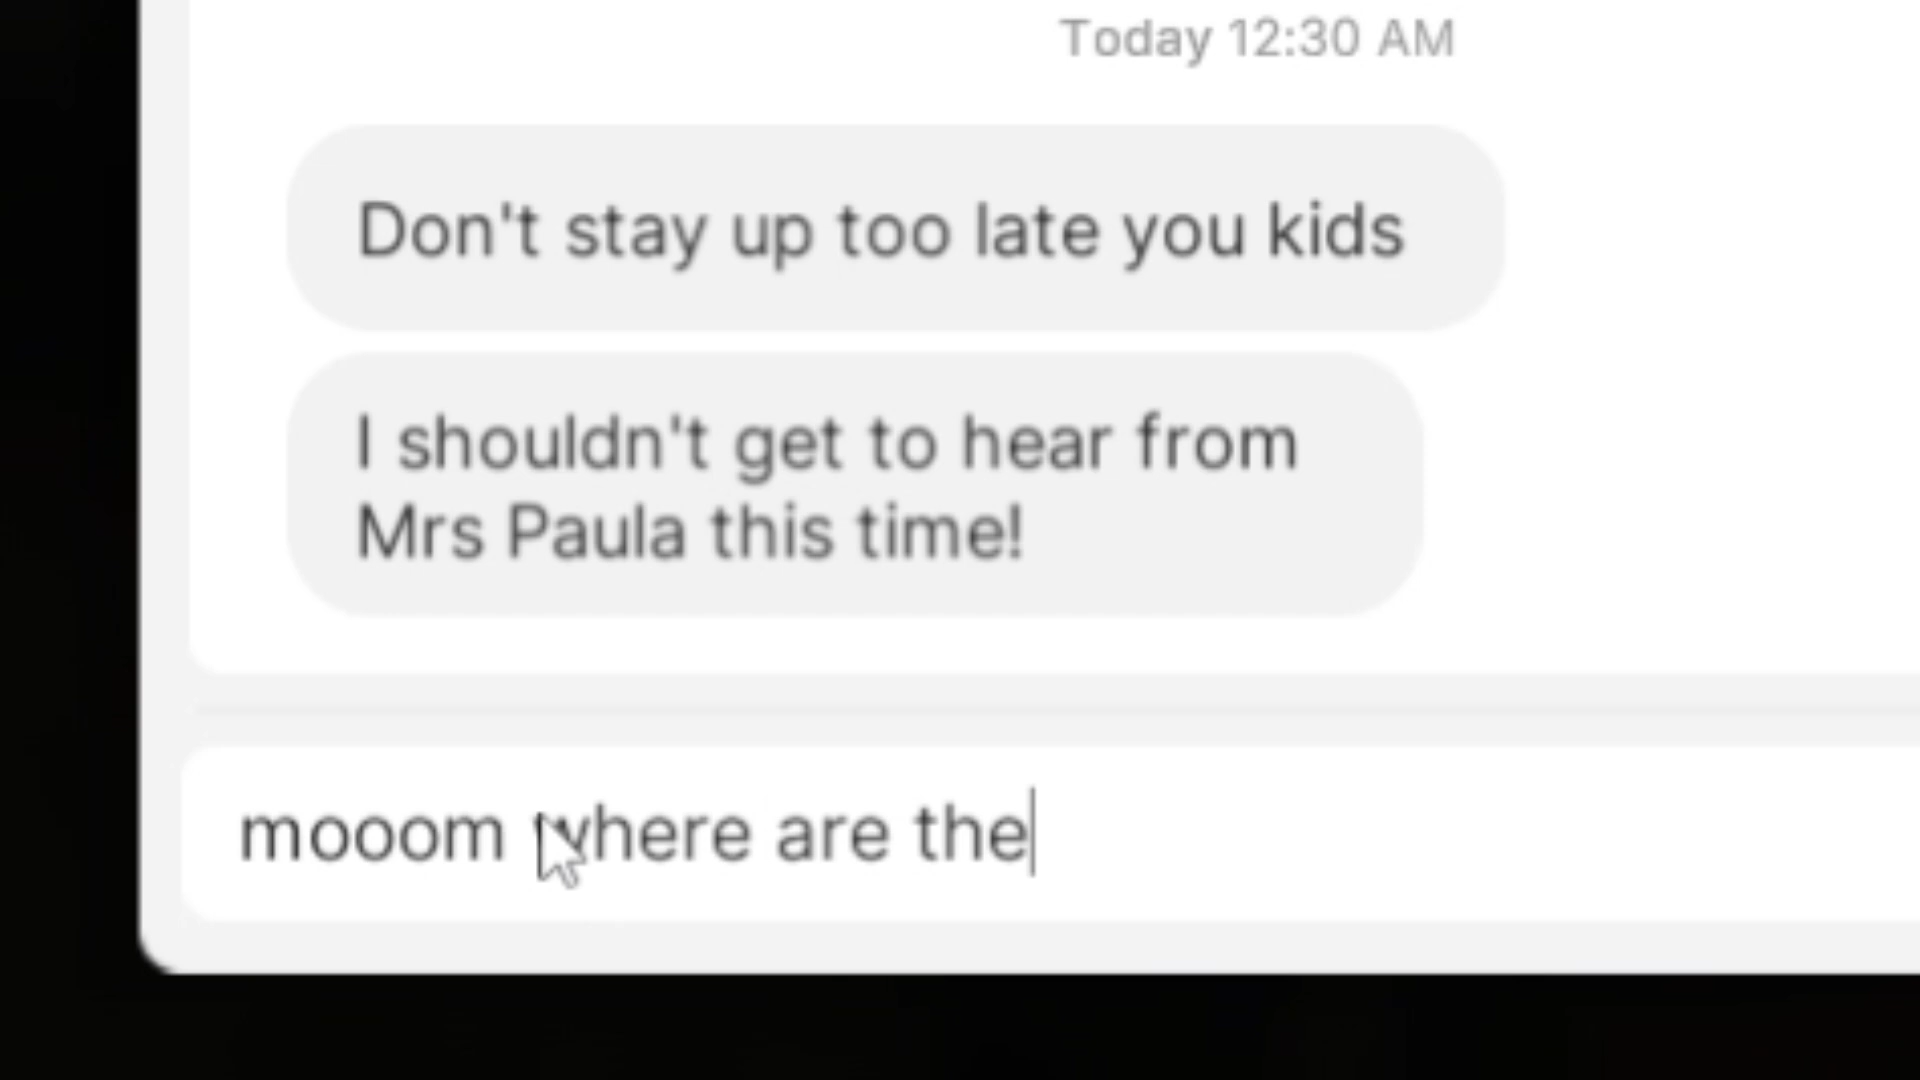 Today 12:30 AM
Don't stay up too late you kids
I shouldn't get to hear from
Mrs Paula this time!
mooom where are the